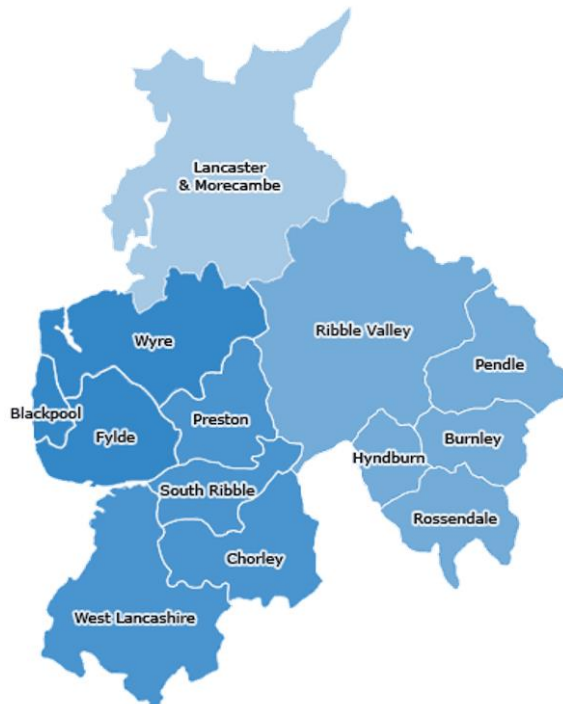 Lancaster
& Morecambe
Wyre
Ribble Valley
Pendle
Blackpool
Fylde
Preston
Burnley
Hyndburn
South Ribble
Rossendale
Chorley
West Lancashire